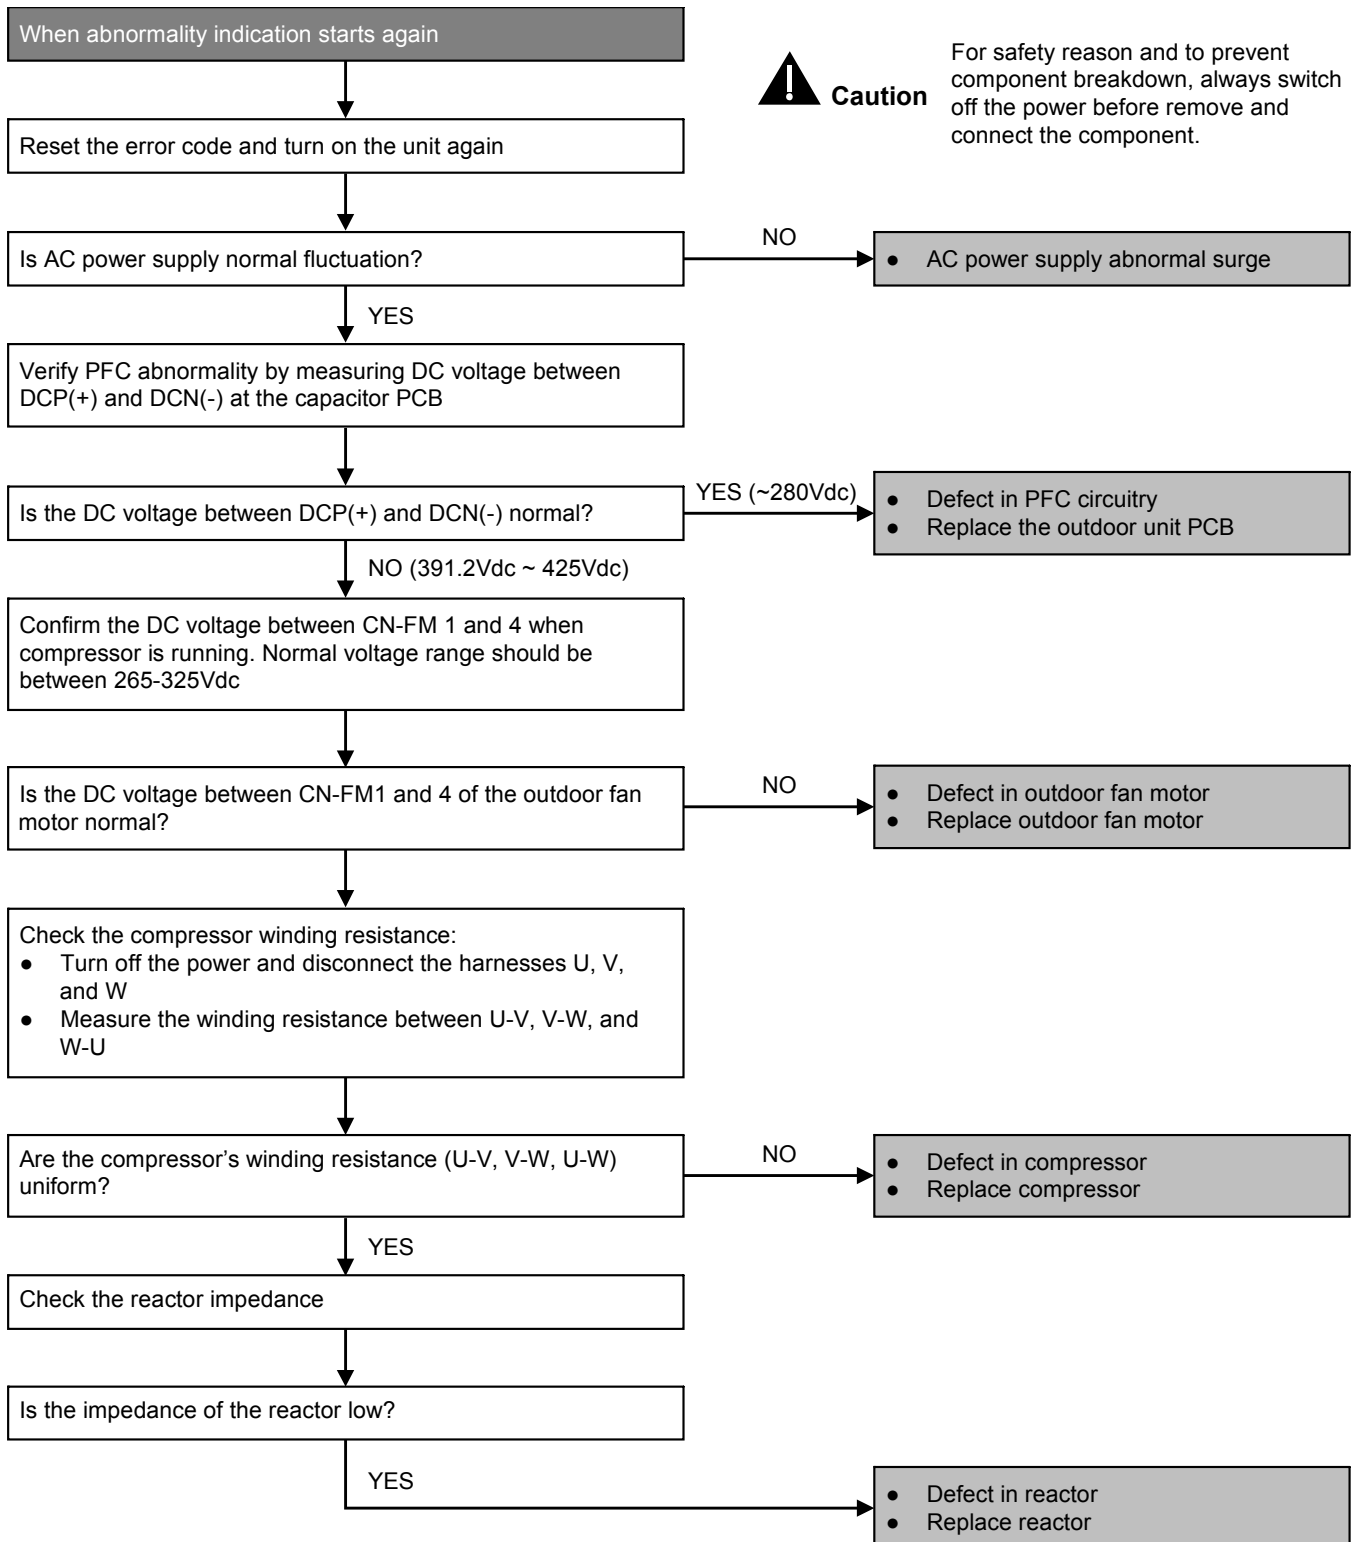 When abnormality indication starts again
Caution
For safety reason and to prevent
component breakdown, always switch
off the power before remove and
connect the component.
Reset the error code and turn on the unit again
Is AC power supply normal fluctuation?
NO
● AC power supply abnormal surge
YES
Verify PFC abnormality by measuring DC voltage between
DCP(+) and DCN(-) at the capacitor PCB
Is the DC voltage between DCP(+) and DCN(-) normal?
YES (~280Vdc)
● Defect in PFC circuitry
● Replace the outdoor unit PCB
NO (391.2Vdc ~ 425Vdc)
Confirm the DC voltage between CN-FM 1 and 4 when
compressor is running. Normal voltage range should be
between 265-325Vdc
Is the DC voltage between CN-FM1 and 4 of the outdoor fan
motor normal?
NO
● Defect in outdoor fan motor
● Replace outdoor fan motor
Check the compressor winding resistance:
● Turn off the power and disconnect the harnesses U, V,
and W
● Measure the winding resistance between U-V, V-W, and
W-U
Are the compressor’s winding resistance (U-V, V-W, U-W)
uniform?
NO
● Defect in compressor
● Replace compressor
YES
Check the reactor impedance
Is the impedance of the reactor low?
YES
● Defect in reactor
● Replace reactor